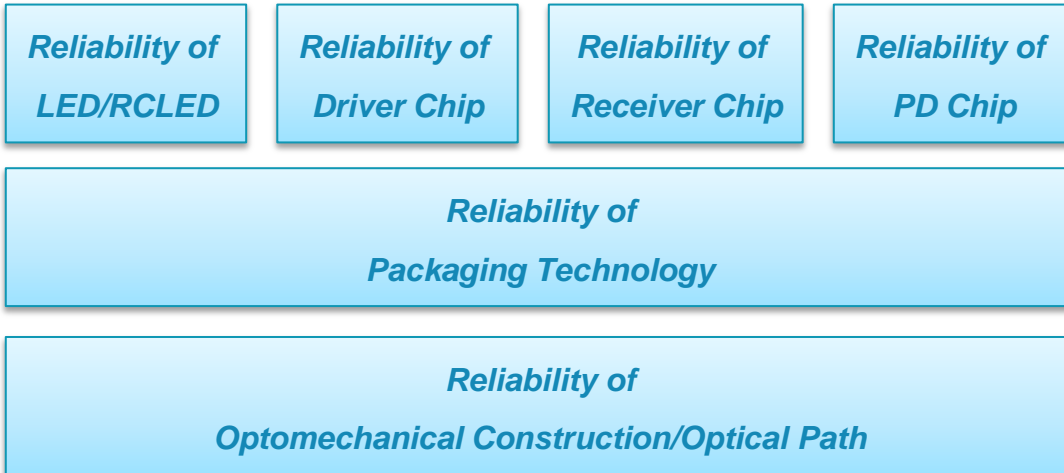 Reliability of
LED/RCLED
Reliability of
Driver Chip
Reliability of
Receiver Chip
Reliability of
PD Chip
Reliability of
Packaging Technology
Reliability of
Optomechanical Construction/Optical Path